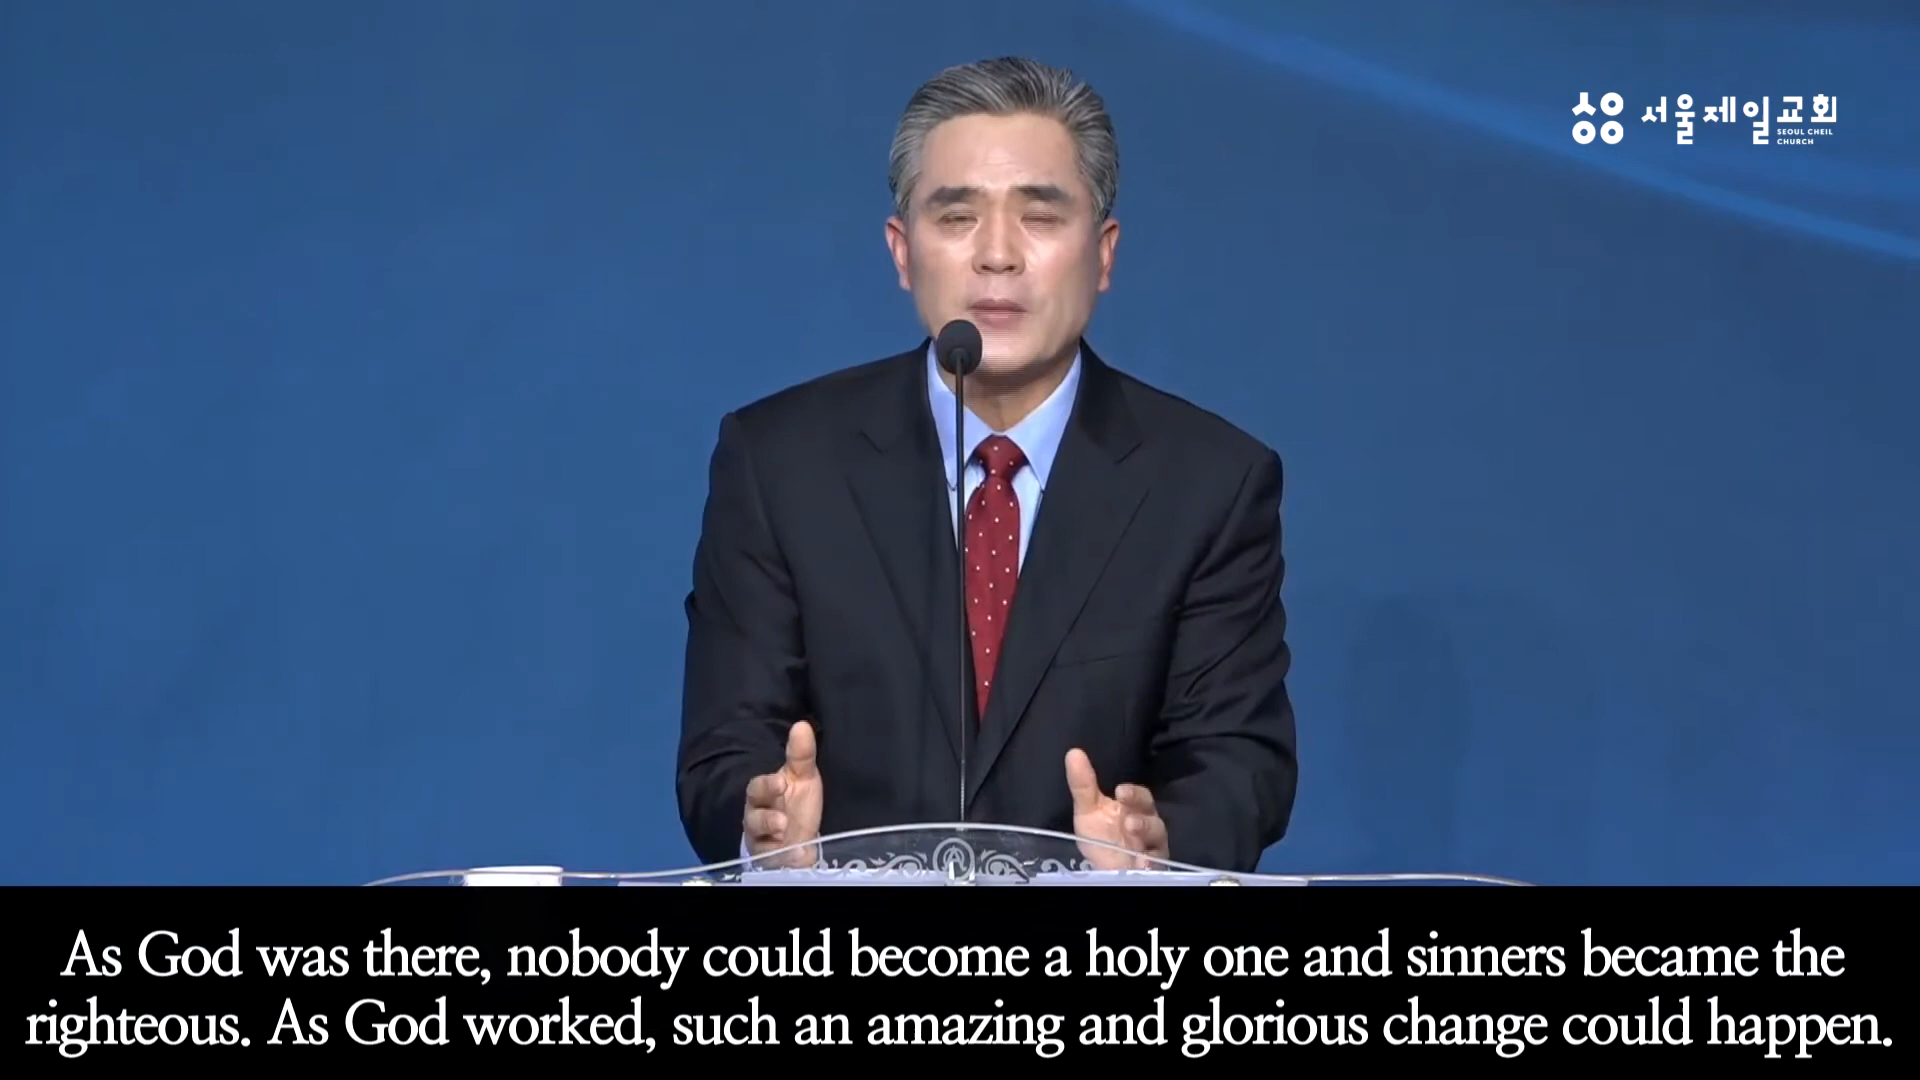 서울제일교회
SEOUL CHEIL
CHURCH
As God was there, nobody could become a holy one and sinners became the
righteous. As God worked, such an amazing and glorious change could happen.